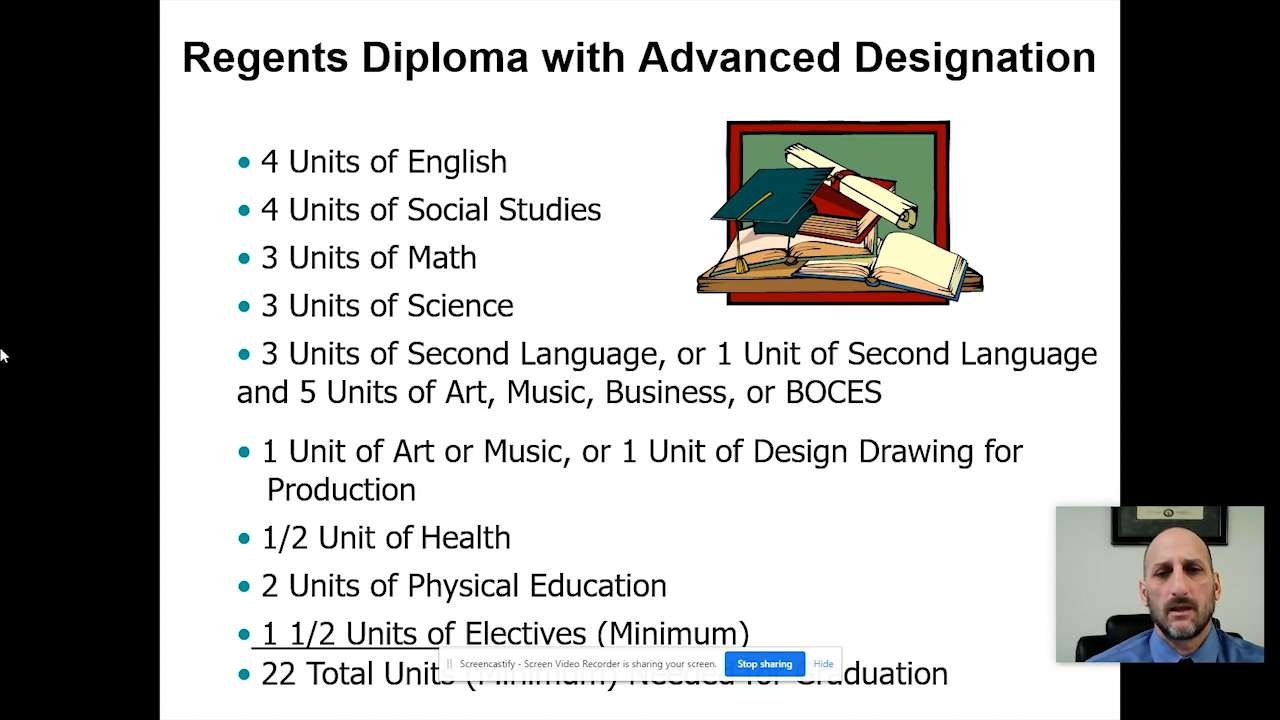 Regents Diploma with Advanced Designation
• 4 Units of English
• 4 Units of Social Studies
• 3 Units of Math
• 3 Units of Science
• 3 Units of Second Language, or 1 Unit of Second Language
and 5 Units of Art, Music, Business, or BOCES
• 1 Unit of Art or Music, or 1 Unit of Design Drawing for
Production
• 1/2 Unit of Health
• 2 Units of Physical Education
• 1 1/2 Units of Electives (Minimum)
Screencastify - Screen Video Recorder is sharing your screen. Stop sharing Hide
• 22 Total Units (Minimum) Needed for Graduation